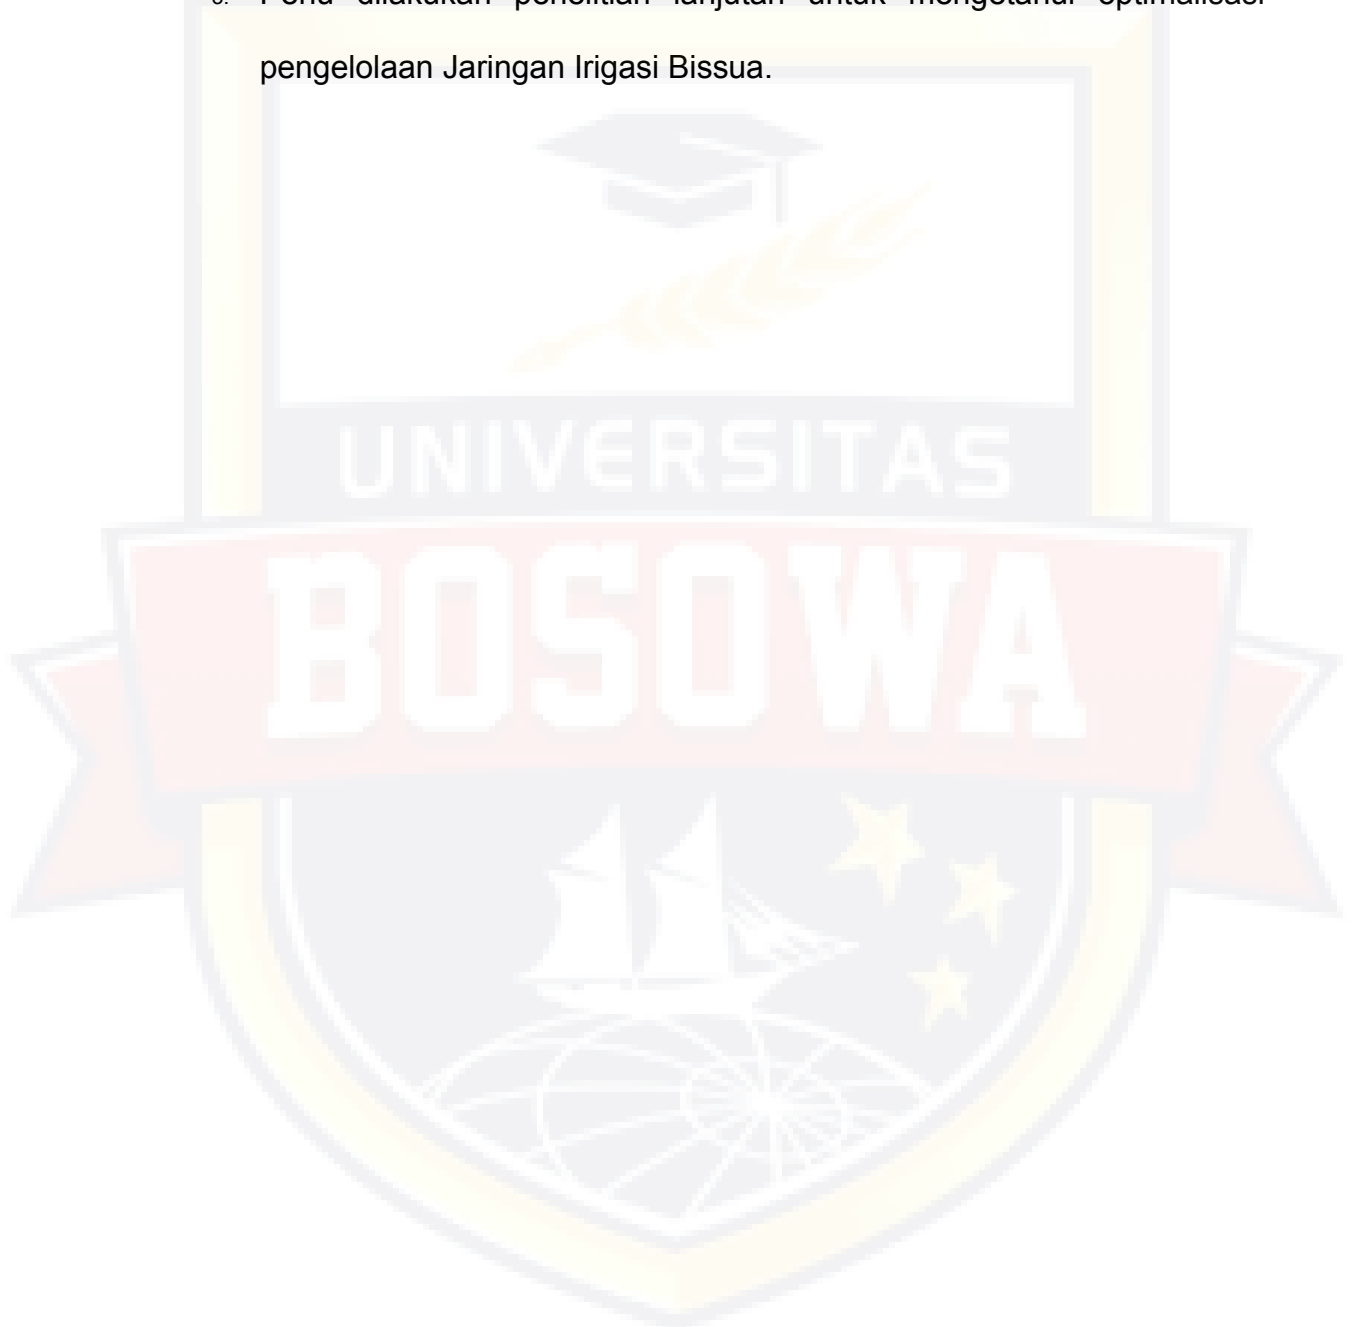 Perlu dilakukan penelitian lanjutan untuk mengetahui optimalisasi
pengelolaan Jaringan Irigasi Bissua.
UNIVERSITAS
BOSOWA